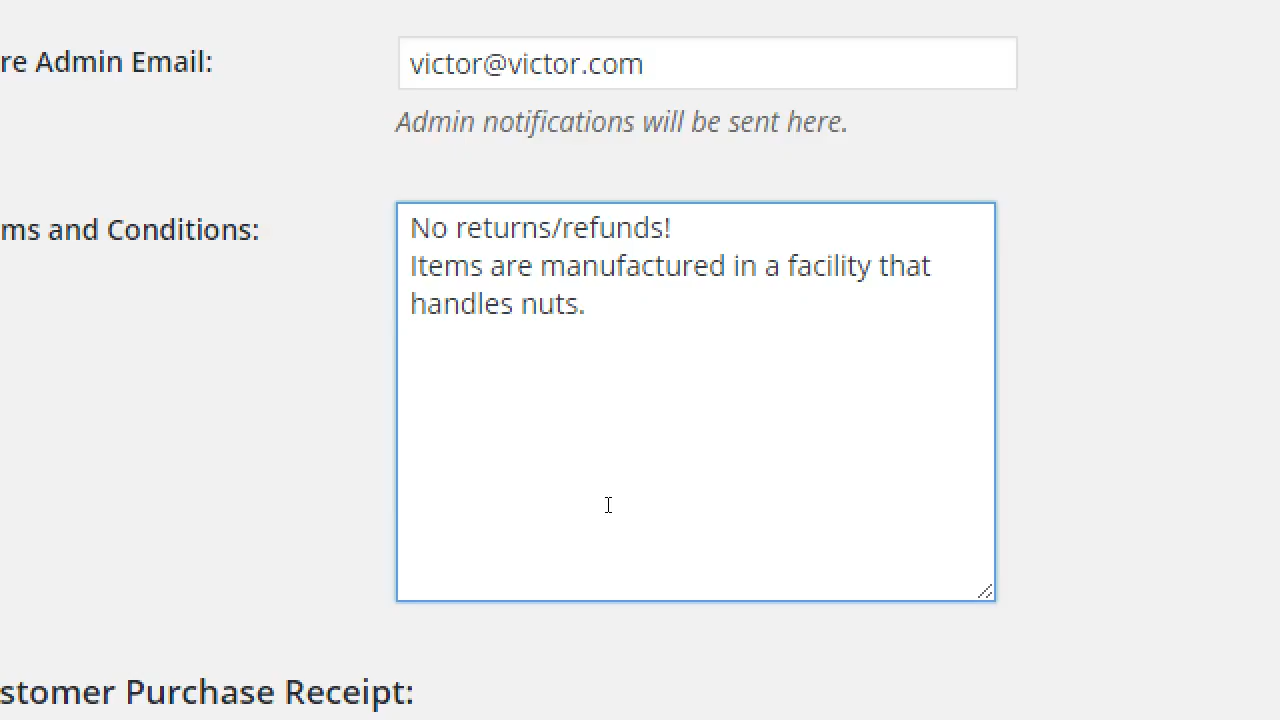 re Admin Email:
victor@victor.com
Admin notifications will be sent here.
ms and Conditions:
No returns/refunds!
Items are manufactured in a facility that
handles nuts.
stomer Purchase Receipt: